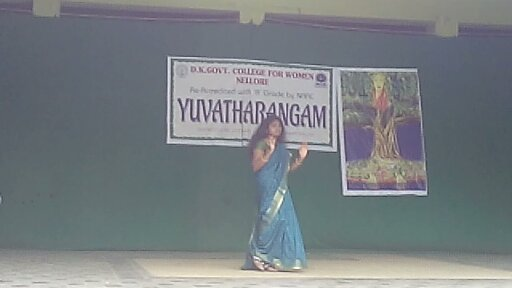 D.K.GOVT. COLLEGE FOR WOMEN
NELLORE
Re-Accredited with 'B' Grade by NAAC
YUVATHARANGAM